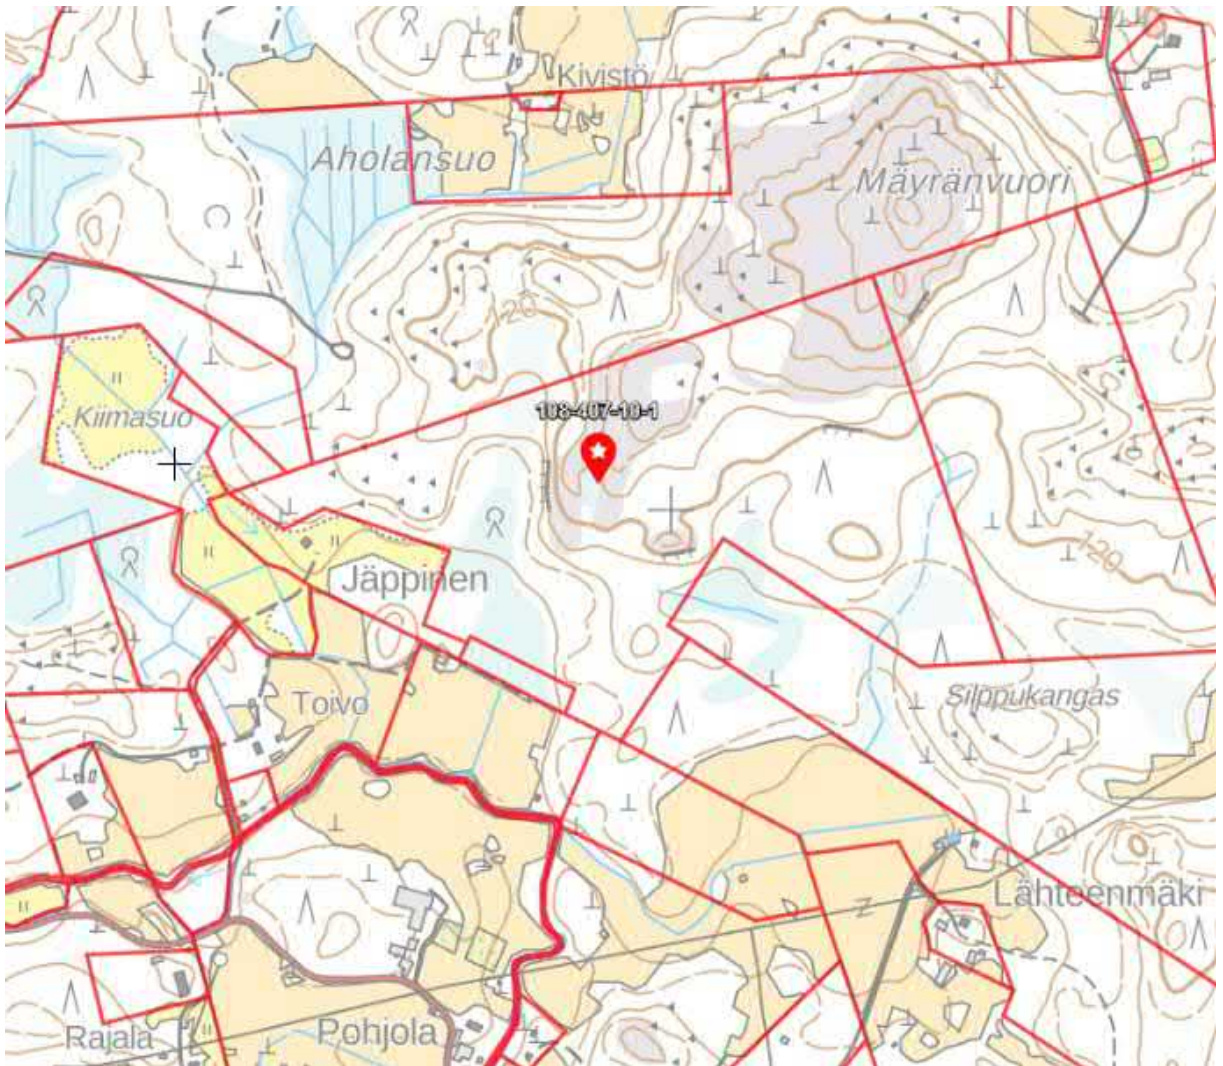 Kivistö
Aholansuo
Mäyränvuori
120
108-407-10-1
Kiimasuo
120
Jäppinen
Silppukangas
Toivo
Lähteenmäki
Z
Rajala
Pohjola